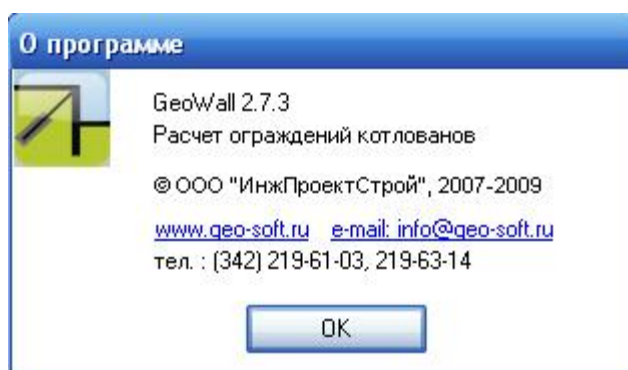 О программе
GeoWall 2.7.3
Расчет ограждений котлованов
© ООО "ИнжПроектСтрой", 2007-2009
www.geo-soft.ru e-mail: info@geo-soft.ru
тел. : (342) 219-61-03, 219-63-14
OK